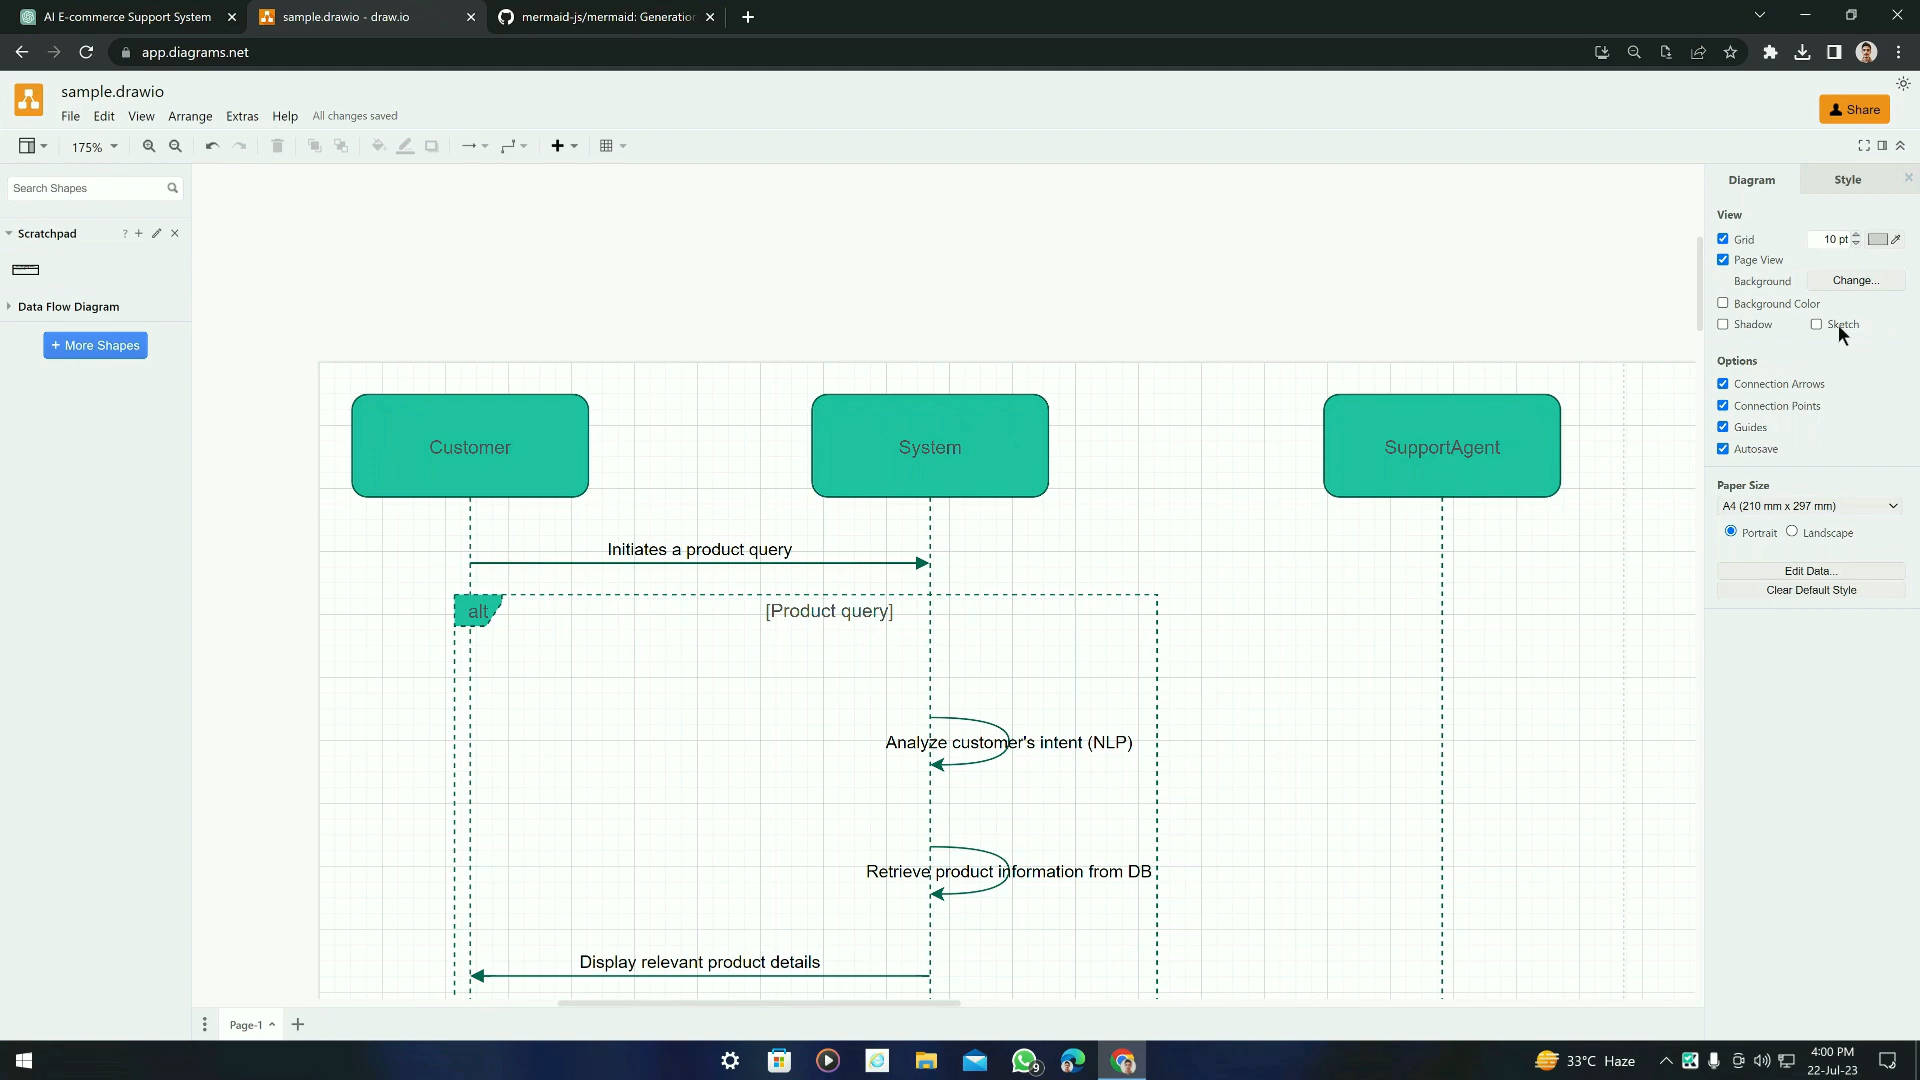 AI E-commerce Support System
sample.drawio - draw.io
mermaid-js/mermaid: Generation
app.diagrams.net
sample.drawio
File Edit View Arrange Extras Help All changes saved
Share
175%
Search Shapes
Scratchpad
?
Data Flow Diagram
+ More Shapes
Diagram Style
View
Grid 10 pt
Page View
Background Change...
Background Color
Shadow Sketch
Options
Connection Arrows
Connection Points
Guides
Autosave
Paper Size
A4 (210 mm x 297 mm)
Portrait Landscape
Edit Data...
Clear Default Style
Customer System SupportAgent
Initiates a product query
alt [Product query]
Analyze customer's intent (NLP)
Retrieve product information from DB
Display relevant product details
Page-1
9
33°C Haze
4:00 PM
22-Jul-23